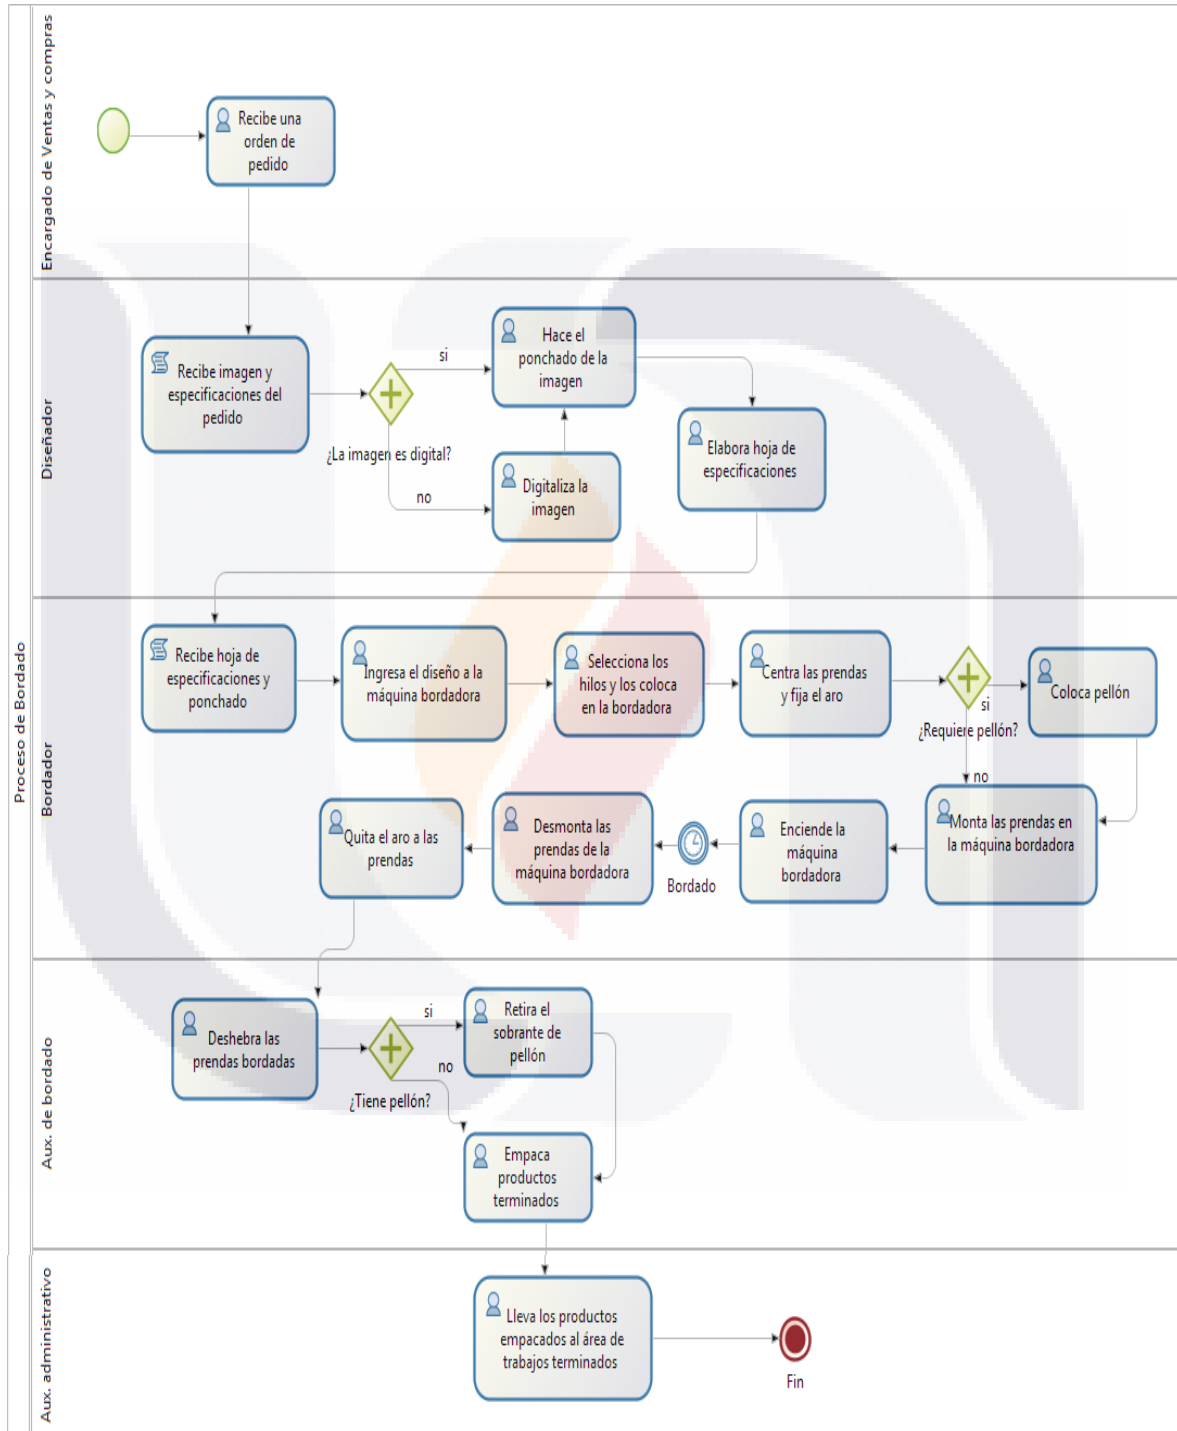 Proceso de Bordado
Encargado de Ventas y compras
Recibe una
orden de
pedido
Diseñador
Recibe imagen y
especificaciones del
pedido
¿La imagen es digital?
si
no
Hace el
ponchado de la
imagen
Digitaliza la
imagen
Elabora hoja de
especificaciones
Bordador
Recibe hoja de
especificaciones y
ponchado
Ingresa el diseño a la
máquina bordadora
Selecciona los
hilos y los coloca
en la bordadora
Centra las prendas
y fija el aro
¿Requiere pellón?
si
no
Coloca pellón
Monta las prendas en
la máquina bordadora
Enciende la
máquina
bordadora
Bordado
Desmonta las
prendas de la
máquina bordadora
Quita el aro a las
prendas
Aux. de bordado
Deshebra las
prendas bordadas
¿Tiene pellón?
si
no
Retira el
sobrante de
pellón
Empaca
productos
terminados
Aux. administrativo
Lleva los productos
empacados al área de
trabajos terminados
Fin